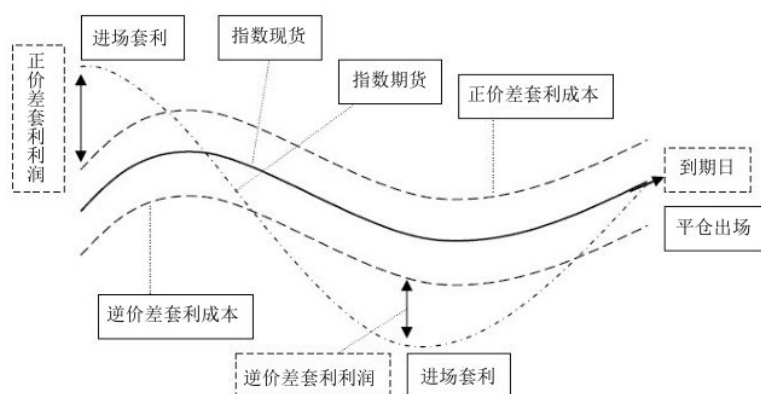 进场套利
指数现货
正价差套利利润
指数期货
正价差套利成本
到期日
平仓出场
逆价差套利成本
逆价差套利利润
进场套利